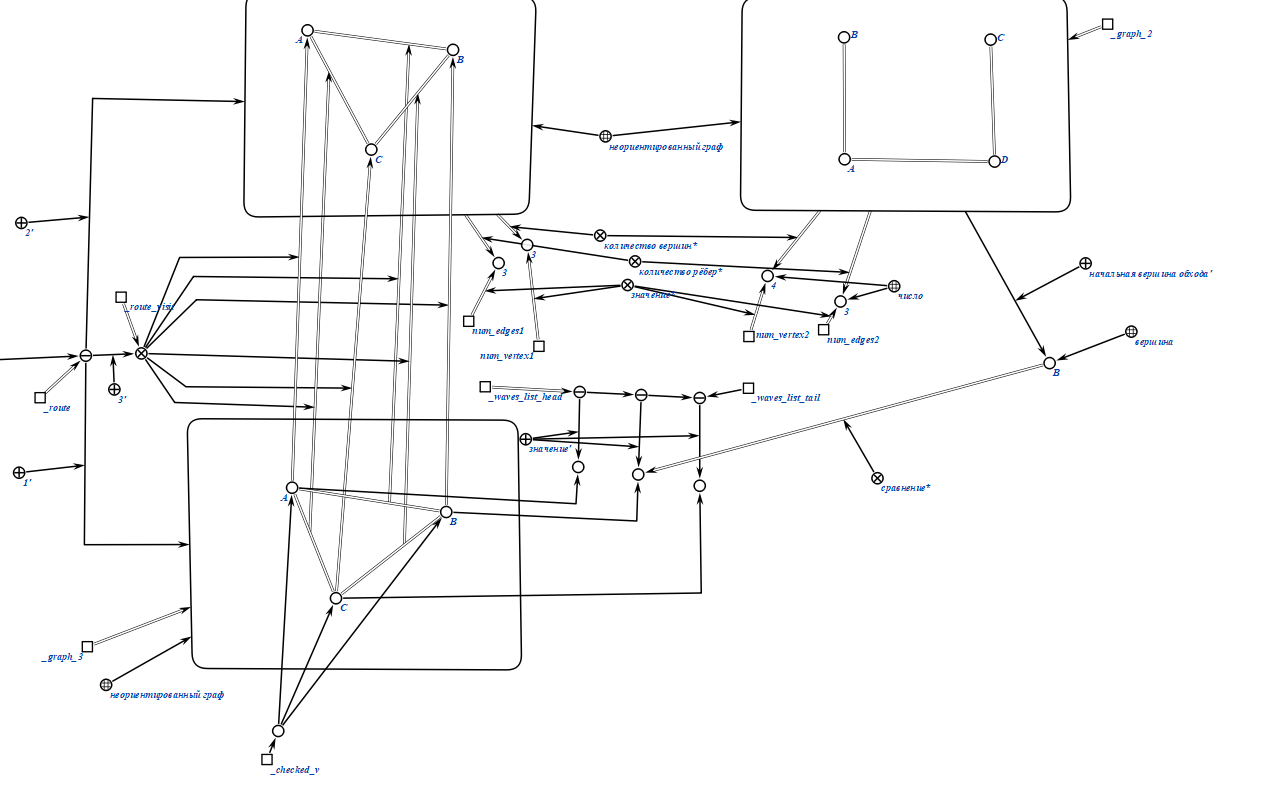 A
B
C
B
C
A
D
_graph_2
неориентированный граф
2'
количество вершин*
3
количество рёбер*
3
начальная вершина обхода'
значение*
4
число
3
_route_visit
num_edges1
num_vertex2
num_edges2
вершина
num_vertex1
B
_route
3'
_waves_list_head
_waves_list_tail
значение'
1'
сравнение*
A
B
C
_graph_3
неориентированный граф
_checked_v